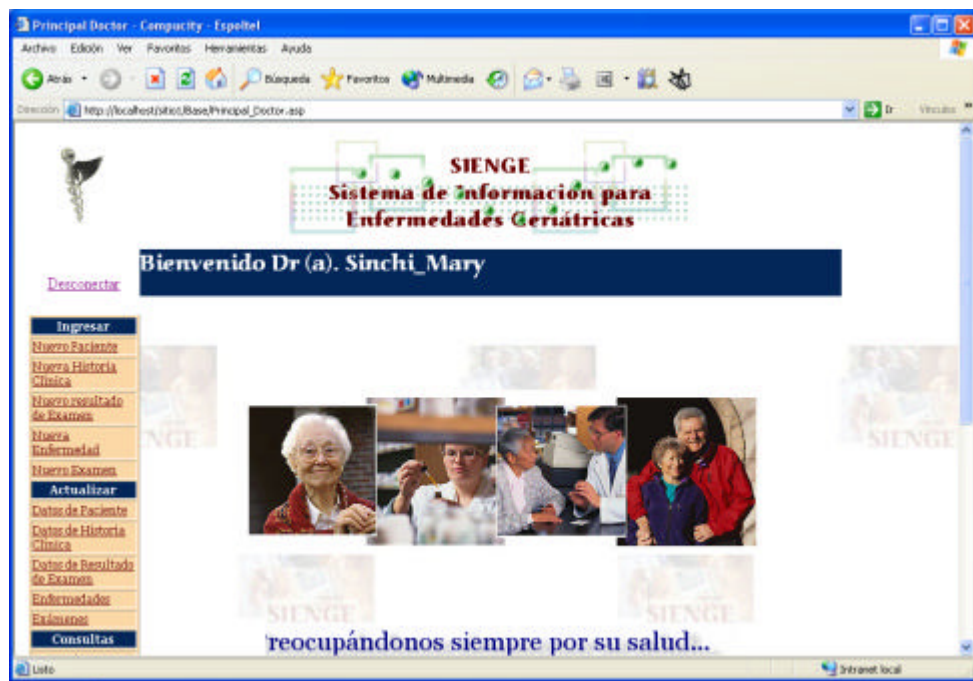 Principal Doctor - Compucity - Espoltel
Archivo Edición Ver Favoritos Herramientas Ayuda
Atrás Búsqueda Favoritos Multimedia
Dirección http://localhost/sitios/Base/Principal_Doctor.asp Ir Vínculos
SIENGE
Sistema de Información para
Enfermedades Geriátricas
Bienvenido Dr (a). Sinchi_Mary
Desconectar
Ingresar
Nuevo Paciente
Nueva Historia
Clínica
Nuevo resultado
de Examen
Nueva
Enfermedad
Nuevo Examen
Actualizar
Datos de Paciente
Datos de Historia
Clínica
Datos de Resultado
de Examen
Enfermedades
Exámenes
Consultas
SIENGE
SIENGE
SIENGE
reocupándonos siempre por su salud...
Listo Intranet local